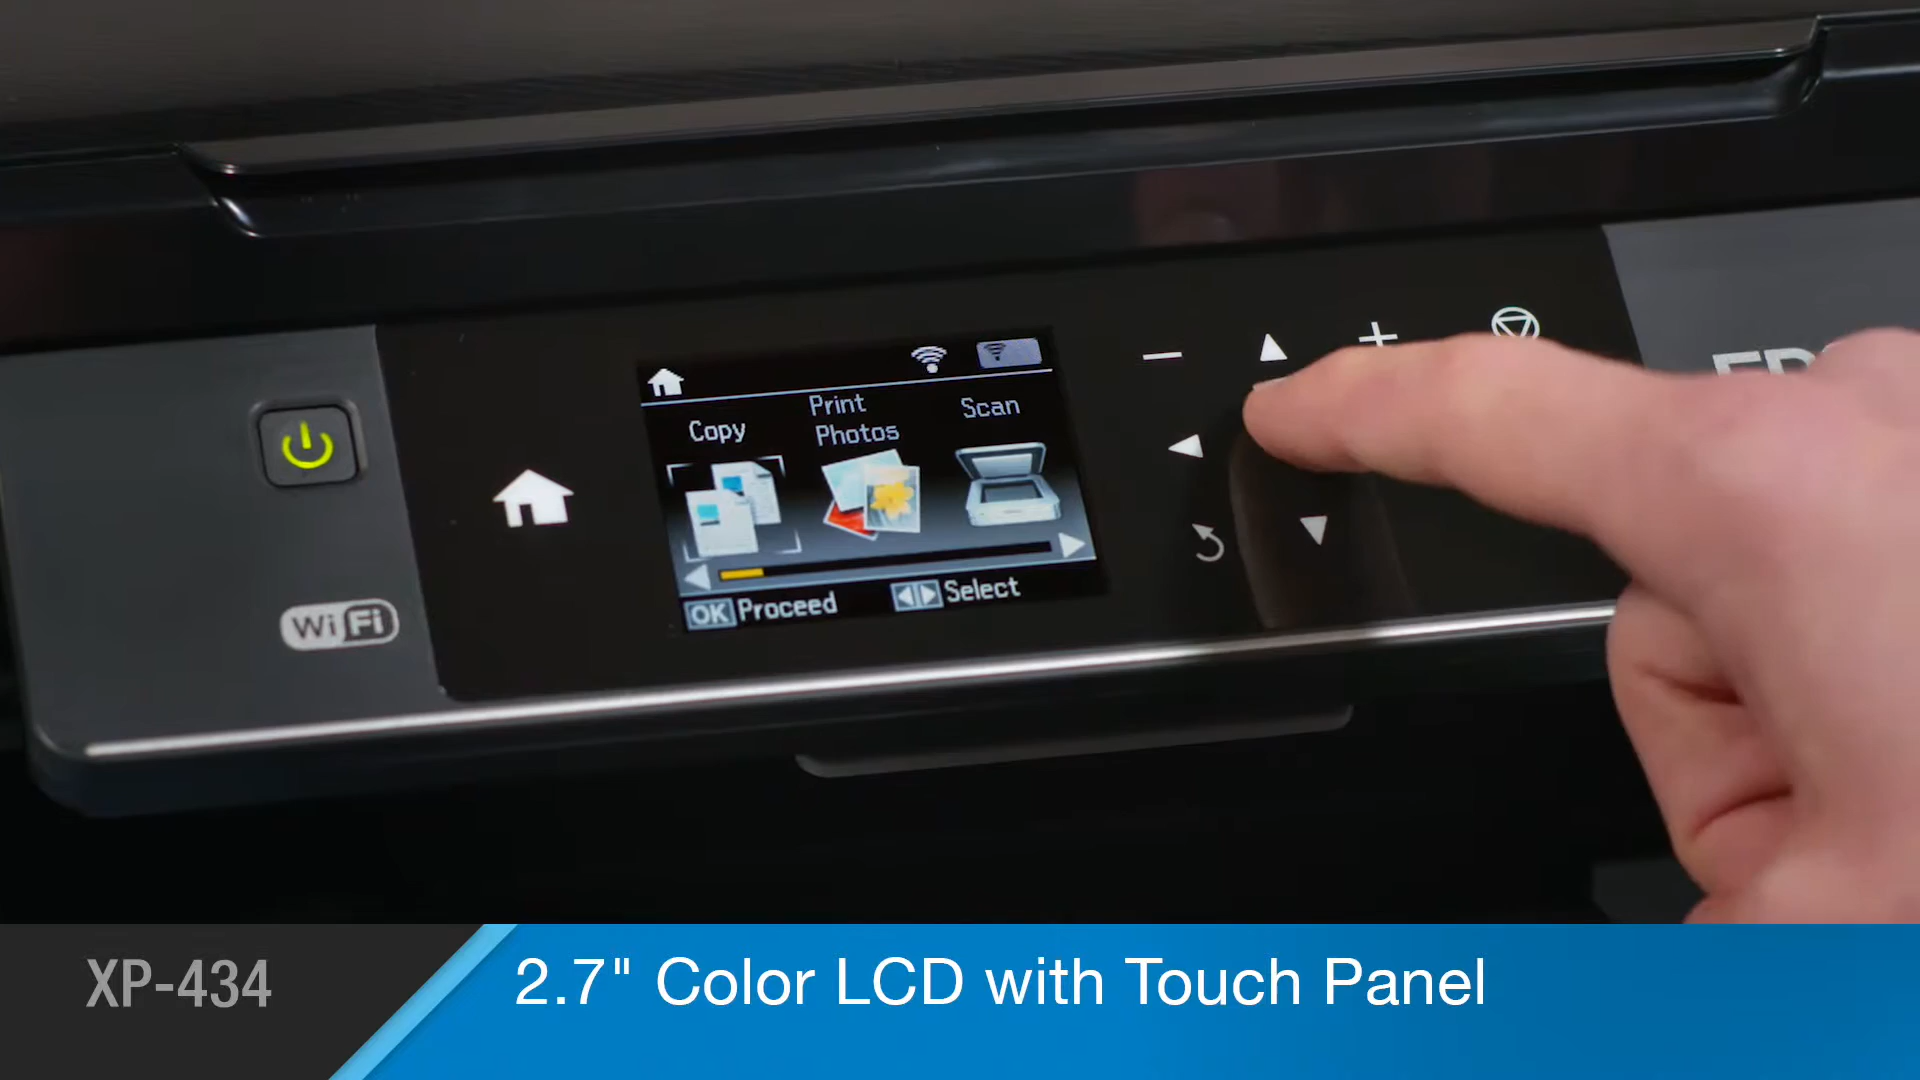 Print
Copy
Photos
Scan
OK Proceed
Select
WiFi
XP-434
2.7" Color LCD with Touch Panel